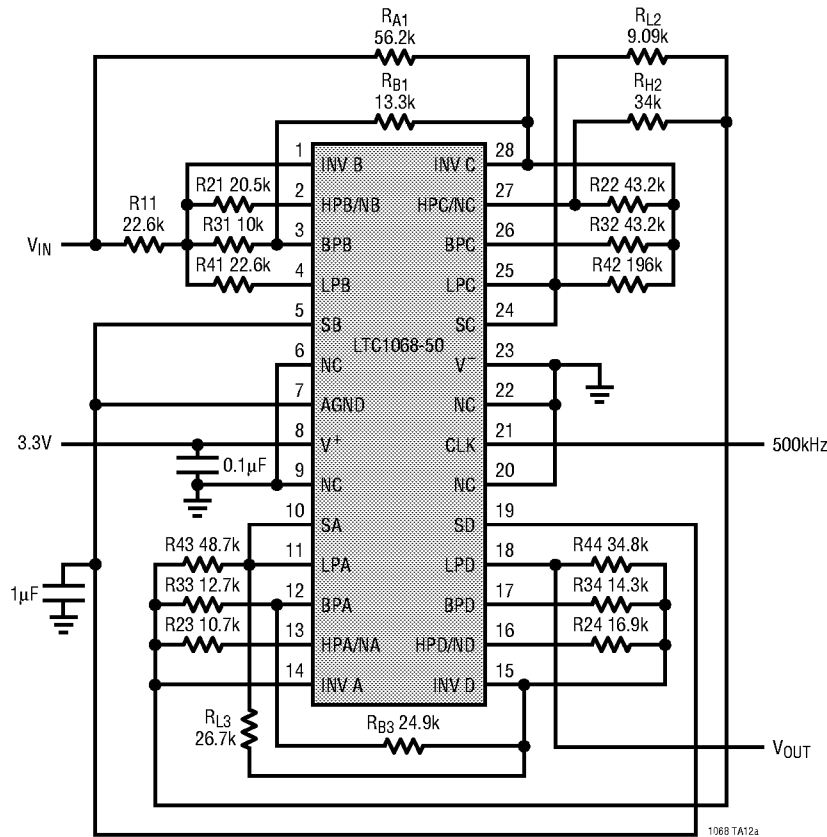 RA1
56.2k
RL2
9.09k
RB1
13.3k
RH2
34k
1 INV B INV C 28
R21 20.5k 2 HPB/NB HPC/NC 27 R22 43.2k
R11
22.6k
VIN
R31 10k 3 BPB BPC 26 R32 43.2k
R41 22.6k 4 LPB LPC 25 R42 196k
5 SB SC 24
LTC1068-50
6 NC V− 23
7 AGND NC 22
3.3V 8 V+ CLK 21 500kHz
0.1µF 9 NC NC 20
10 SA SD 19
R43 48.7k 11 LPA LPD 18 R44 34.8k
1µF
R33 12.7k 12 BPA BPD 17 R34 14.3k
R23 10.7k 13 HPA/NA HPD/ND 16 R24 16.9k
14 INV A INV D 15
RL3
26.7k
RB3 24.9k
VOUT
1068 TA12a